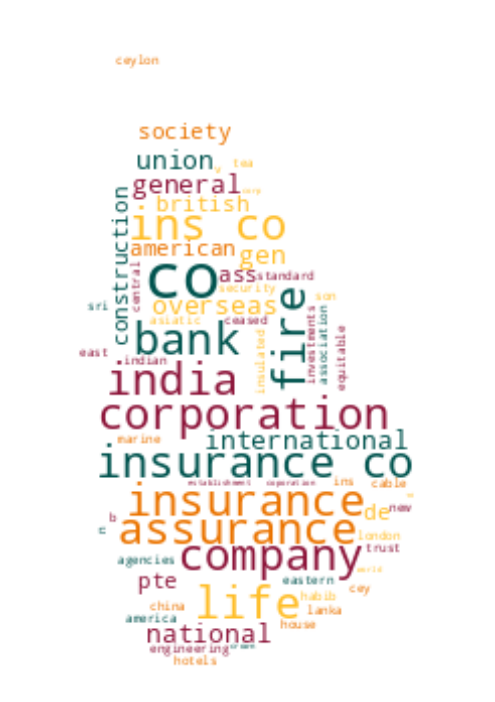 ceylon
society
union
tea
general
british
ins co
construction
american
gen
co
ass
standard
central
security
overseas
son
sri
asiatic
ceased
bank
fire
investments
association
equitable
insulated
east
indian
india
corporation
marine
international
insurance co
establishment
coporation
ins
cable
insurance
de
new
b
assurance
london
company
trust
agencies
eastern
pte
life
habib
cey
china
lanka
america
house
national
engineering
hotels